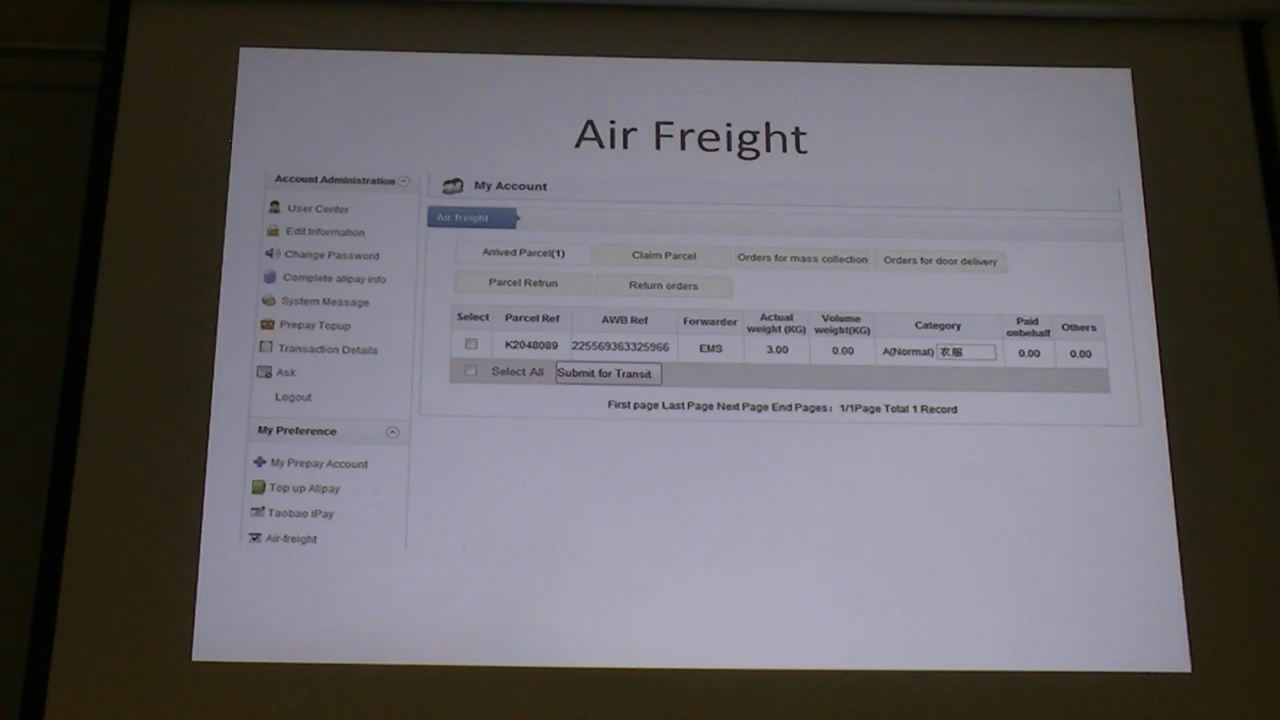 Air Freight
Account Administration
User Center
Edit Information
Change Password
Complete alipay info
System Message
Prepay Topup
Transaction Details
Ask
Logout
My Preference
My Prepay Account
Top up Alipay
Taobao iPay
Air-freight
My Account
Air freight
Arrived Parcel(1) Claim Parcel Orders for mass collection Orders for door delivery
Parcel Retrun Return orders
Select Parcel Ref AWB Ref Forwarder Actual weight (KG) Volume weight(KG) Category Paid onbehalf Others
K2048089 225569363325966 EMS 3.00 0.00 A(Normal) 衣服 0.00 0.00
Select All Submit for Transit
First page Last Page Next Page End Pages: 1/1Page Total 1 Record